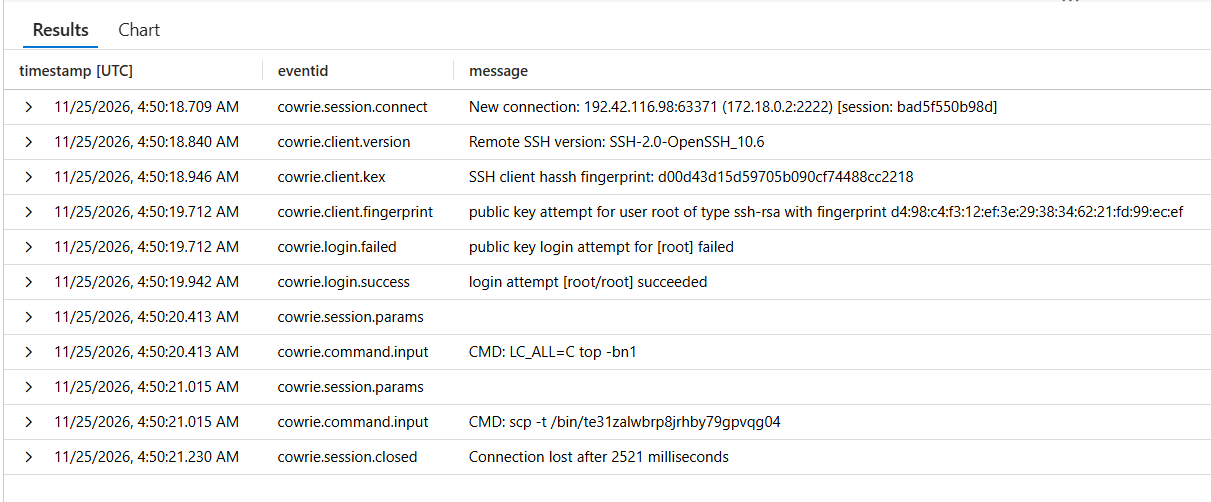 Results Chart
timestamp [UTC] eventid message
11/25/2026, 4:50:18.709 AM cowrie.session.connect New connection: 192.42.116.98:63371 (172.18.0.2:2222) [session: bad5f550b98d]
11/25/2026, 4:50:18.840 AM cowrie.client.version Remote SSH version: SSH-2.0-OpenSSH_10.6
11/25/2026, 4:50:18.946 AM cowrie.client.kex SSH client hassh fingerprint: d00d43d15d59705b090cf74488cc2218
11/25/2026, 4:50:19.712 AM cowrie.client.fingerprint public key attempt for user root of type ssh-rsa with fingerprint d4:98:c4:f3:12:ef:3e:29:38:34:62:21:fd:99:ec:ef
11/25/2026, 4:50:19.712 AM cowrie.login.failed public key login attempt for [root] failed
11/25/2026, 4:50:19.942 AM cowrie.login.success login attempt [root/root] succeeded
11/25/2026, 4:50:20.413 AM cowrie.session.params
11/25/2026, 4:50:20.413 AM cowrie.command.input CMD: LC_ALL=C top -bn1
11/25/2026, 4:50:21.015 AM cowrie.session.params
11/25/2026, 4:50:21.015 AM cowrie.command.input CMD: scp -t /bin/te31zalwbrp8jrhby79gpvqg04
11/25/2026, 4:50:21.230 AM cowrie.session.closed Connection lost after 2521 milliseconds